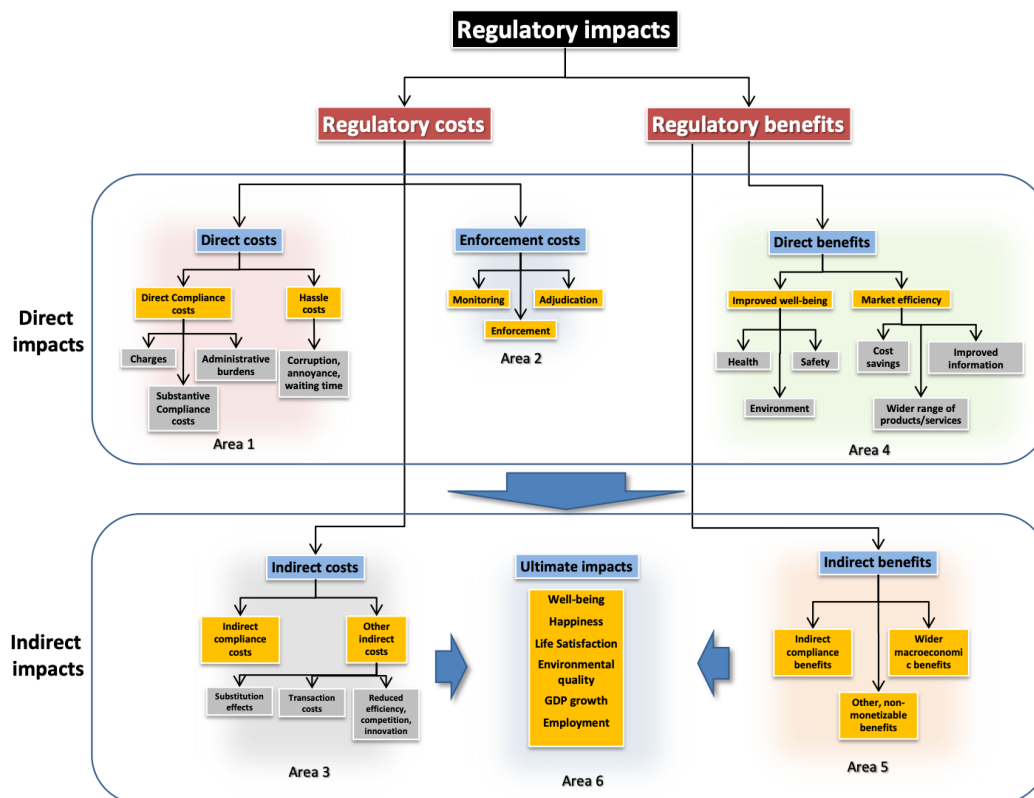 Regulatory impacts
Regulatory costs
Regulatory benefits
Direct
impacts
Direct costs
Direct Compliance
costs
Hassle
costs
Charges
Administrative
burdens
Substantive
Compliance
costs
Corruption,
annoyance,
waiting time
Area 1
Enforcement costs
Monitoring
Adjudication
Enforcement
Area 2
Direct benefits
Improved well-being
Market efficiency
Health
Safety
Environment
Cost
savings
Improved
information
Wider range of
products/services
Area 4
Indirect
impacts
Indirect costs
Indirect
compliance
costs
Other
indirect
costs
Substitution
effects
Transaction
costs
Reduced
efficiency,
competition,
innovation
Area 3
Ultimate impacts
Well-being
Happiness
Life Satisfaction
Environmental
quality
GDP growth
Employment
Area 6
Indirect benefits
Indirect
compliance
benefits
Wider
macroeconomi
c benefits
Other, non-
monetizable
benefits
Area 5